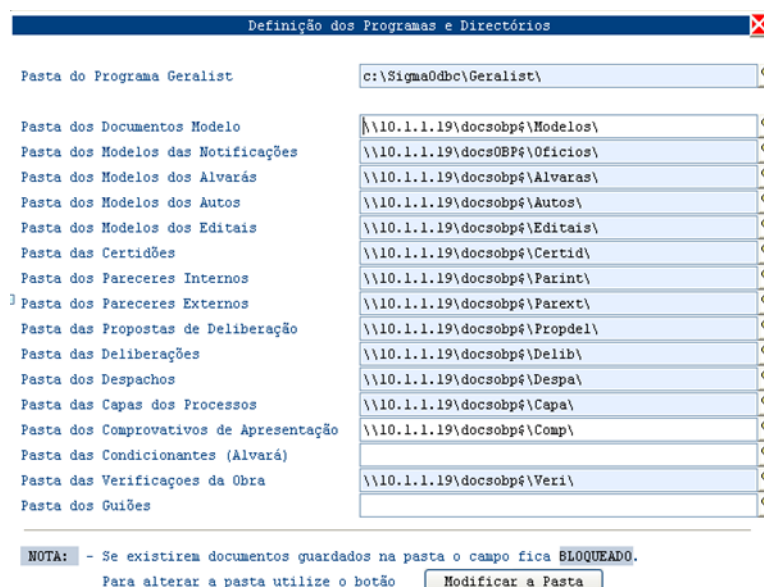 Definição dos Programas e Directórios
Pasta do Programa Geralist c:\SigmaOdbc\Geralist\
Pasta dos Documentos Modelo \\10.1.1.19\docsobp$\Modelos\
Pasta dos Modelos das Notificações \\10.1.1.19\docsOBP$\Oficios\
Pasta dos Modelos dos Alvarás \\10.1.1.19\docsobp$\Alvaras\
Pasta dos Modelos dos Autos \\10.1.1.19\docsobp$\Autos\
Pasta dos Modelos dos Editais \\10.1.1.19\docsobp$\Editais\
Pasta das Certidões \\10.1.1.19\docsobp$\Certid\
Pasta dos Pareceres Internos \\10.1.1.19\docsobp$\Parint\
Pasta dos Pareceres Externos \\10.1.1.19\docsobp$\Parext\
Pasta das Propostas de Deliberação \\10.1.1.19\docsobp$\Propdel\
Pasta das Deliberações \\10.1.1.19\docsobp$\Delib\
Pasta dos Despachos \\10.1.1.19\docsobp$\Despa\
Pasta das Capas dos Processos \\10.1.1.19\docsobp$\Capa\
Pasta dos Comprovativos de Apresentação \\10.1.1.19\docsobp$\Comp\
Pasta das Condicionantes (Alvará)
Pasta das Verificaçoes da Obra \\10.1.1.19\docsobp$\Veri\
Pasta dos Guiões
NOTA: - Se existirem documentos guardados na pasta o campo fica BLOQUEADO.
Para alterar a pasta utilize o botão Modificar a Pasta